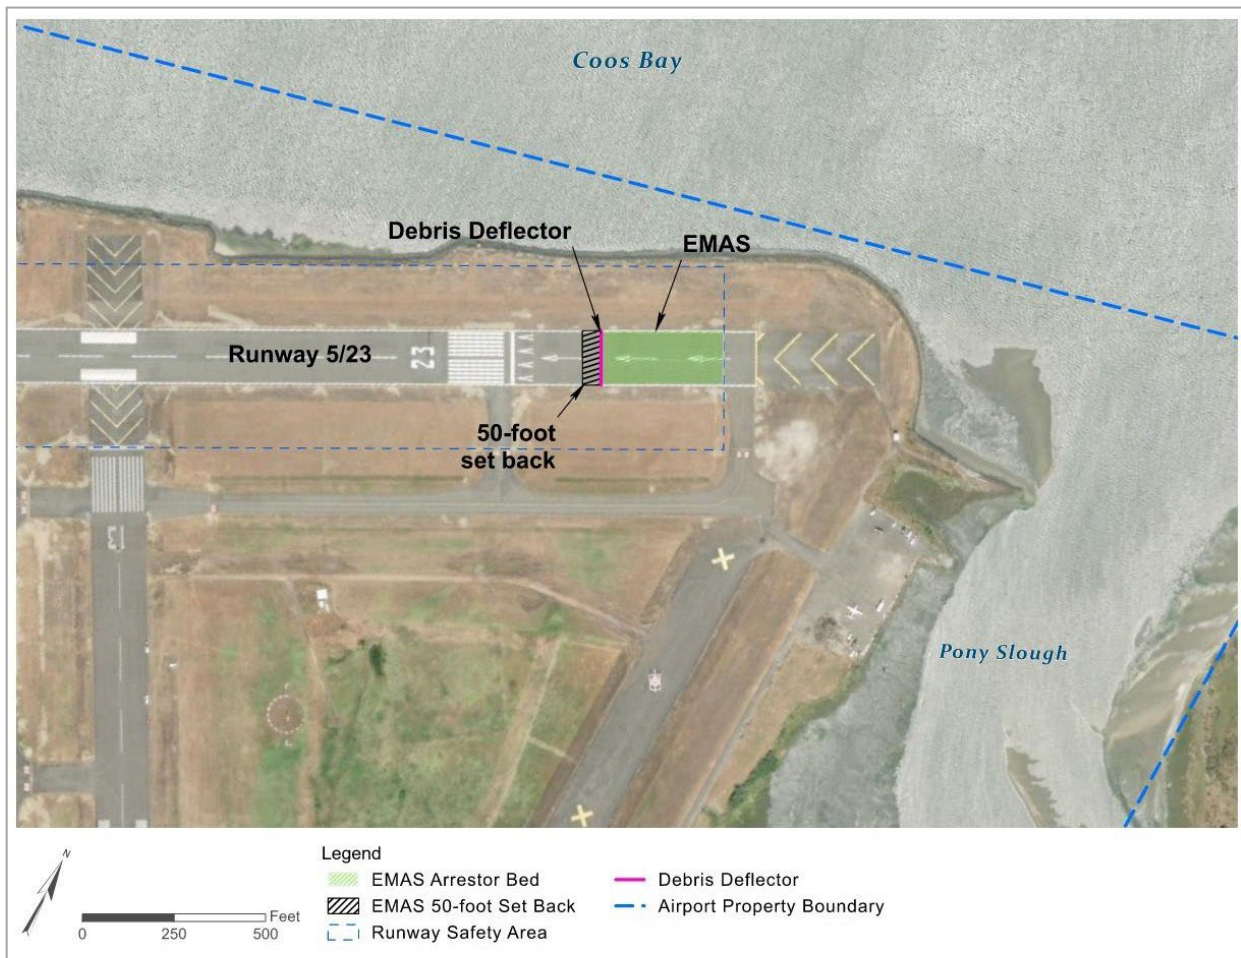 Coos Bay
Debris Deflector
EMAS
Runway 5/23
23
50-foot
set back
13
Pony Slough
N
Legend
EMAS Arrestor Bed
Debris Deflector
EMAS 50-foot Set Back
Airport Property Boundary
Runway Safety Area
Feet
0 250 500